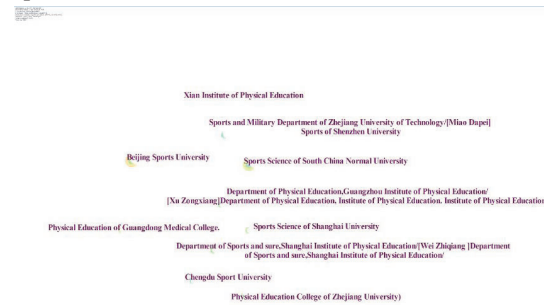 Xian Institute of Physical Education
Sports and Military Department of Zhejiang University of Technology/[Miao Dapei]
Sports of Shenzhen University
Beijing Sports University
Sports Science of South China Normal University
Department of Physical Education,Guangzhou Institute of Physical Education/
[Xu Zongxiang]Department of Physical Education, Institute of Physical Education. Institute of Physical Education
Physical Education of Guangdong Medical College.
Sports Science of Shanghai University
Department of Sports and sure,Shanghai Institute of Physical Education/[Wei Zhiqiang [Department
of Sports and sure,Shanghai Institute of Physical Education/
Chengdu Sport University
Physical Education College of Zhejiang University)